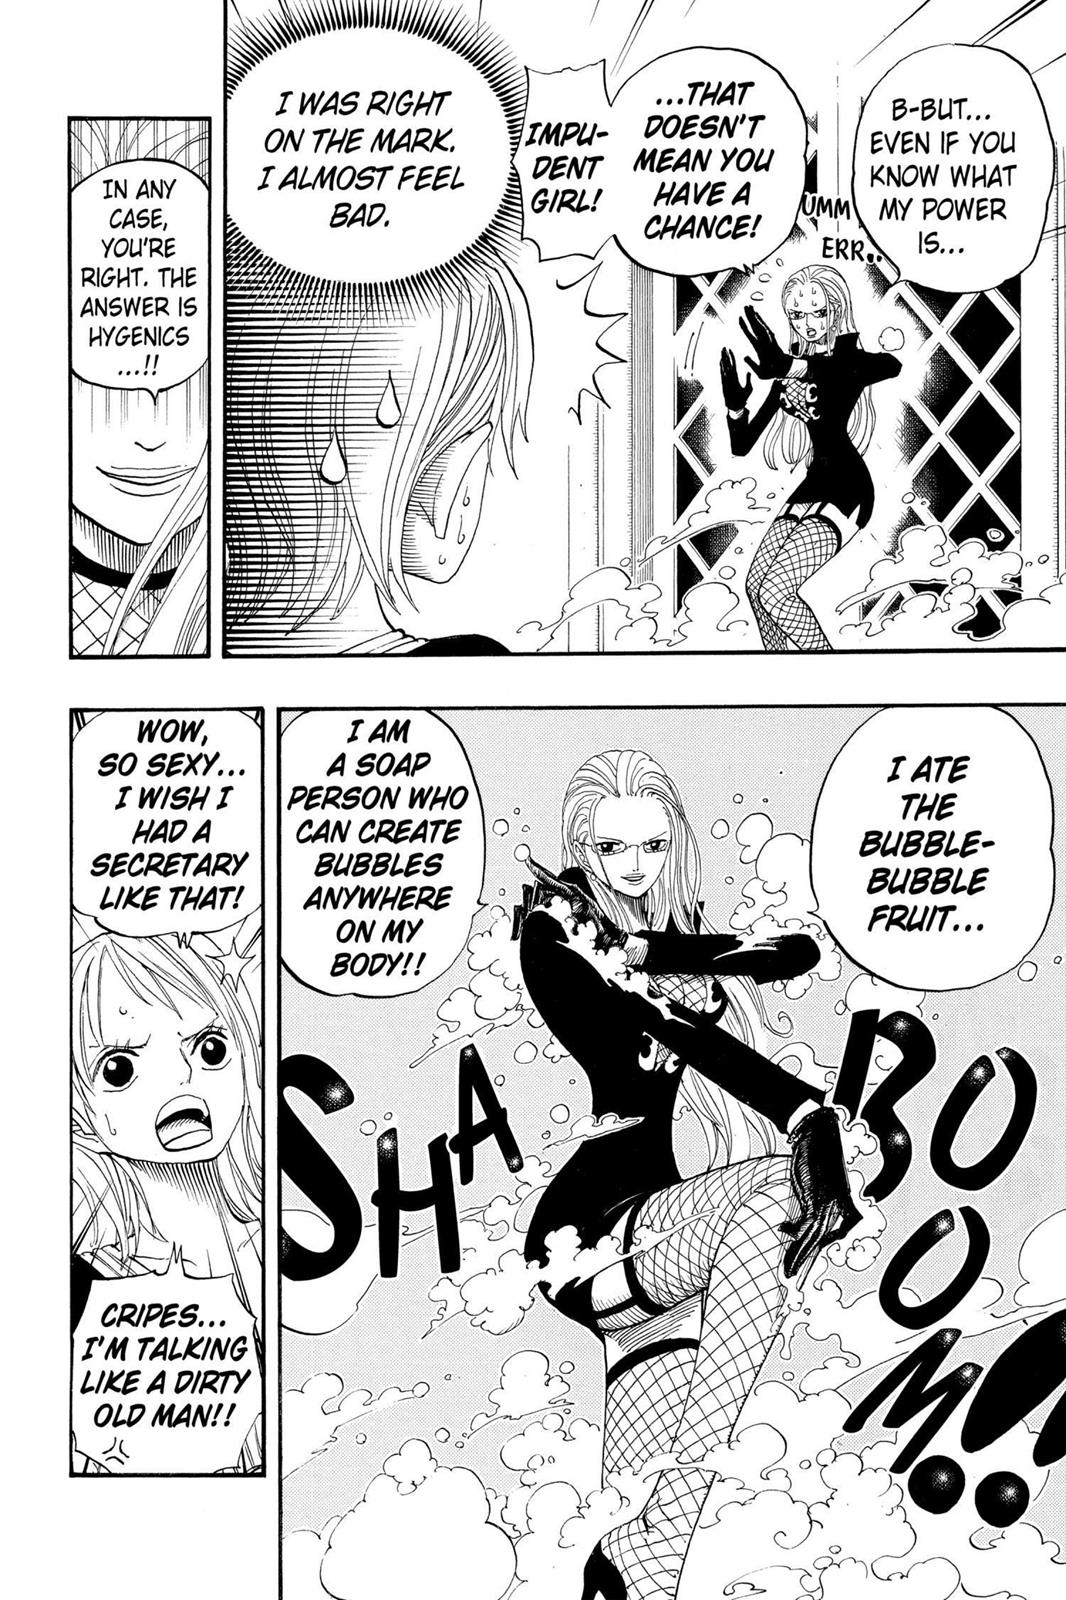 B-BUT...
EVEN IF YOU
KNOW WHAT
MY POWER
IS...
UMM
ERR..
...THAT
DOESN'T
MEAN YOU
HAVE A
CHANCE!
IMPU-
DENT
GIRL!
I WAS RIGHT
ON THE MARK.
I ALMOST FEEL
BAD.
IN ANY
CASE,
YOU'RE
RIGHT. THE
ANSWER IS
HYGENICS
...!!
I ATE
THE
BUBBLE-
BUBBLE
FRUIT...
I AM
A SOAP
PERSON WHO
CAN CREATE
BUBBLES
ANYWHERE
ON MY
BODY!!
SHA
BOOM!!
WOW,
SO SEXY...
I WISH I
HAD A
SECRETARY
LIKE THAT!
CRIPES...
I'M TALKING
LIKE A DIRTY
OLD MAN!!